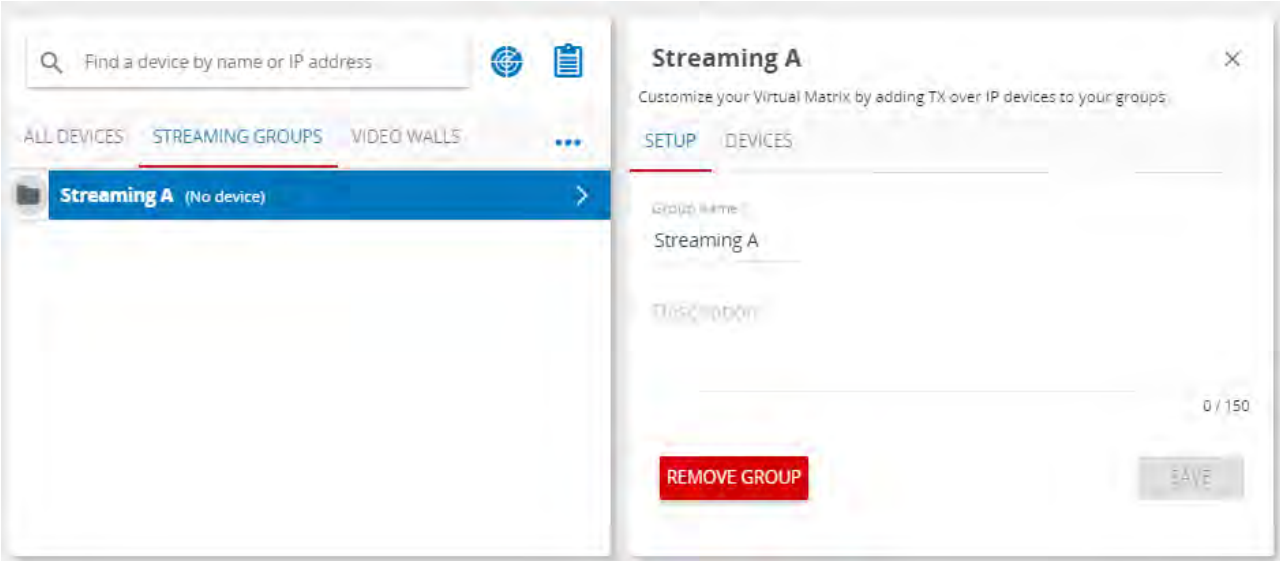 Find a device by name or IP address
ALL DEVICES STREAMING GROUPS VIDEO WALLS
Streaming A (No device)
Streaming A
Customize your Virtual Matrix by adding TX over IP devices to your groups
SETUP DEVICES
Group name
Streaming A
Description
0 / 150
REMOVE GROUP SAVE